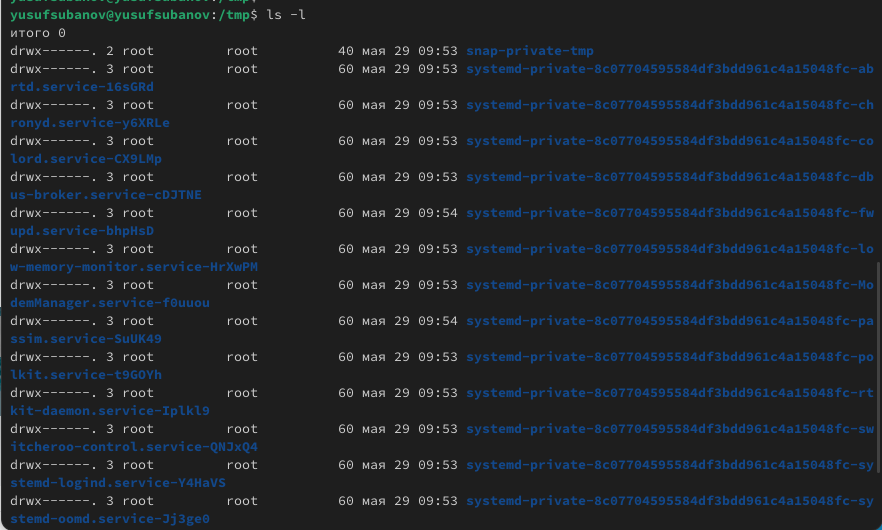 yusufsubanov@yusufsubanov:/tmp$ ls -l
итого 0
drwx------. 2 root         root          40 мая 29 09:53 snap-private-tmp
drwx------. 3 root         root          60 мая 29 09:53 systemd-private-8c07704595584df3bdd961c4a15048fc-ab
rtd.service-16sGRd
drwx------. 3 root         root          60 мая 29 09:53 systemd-private-8c07704595584df3bdd961c4a15048fc-ch
ronyd.service-y6XRLe
drwx------. 3 root         root          60 мая 29 09:53 systemd-private-8c07704595584df3bdd961c4a15048fc-co
lord.service-CX9LMp
drwx------. 3 root         root          60 мая 29 09:53 systemd-private-8c07704595584df3bdd961c4a15048fc-db
us-broker.service-cDJTNE
drwx------. 3 root         root          60 мая 29 09:54 systemd-private-8c07704595584df3bdd961c4a15048fc-fw
upd.service-bhpHsD
drwx------. 3 root         root          60 мая 29 09:53 systemd-private-8c07704595584df3bdd961c4a15048fc-lo
w-memory-monitor.service-HrXwPM
drwx------. 3 root         root          60 мая 29 09:53 systemd-private-8c07704595584df3bdd961c4a15048fc-Mo
demManager.service-f0uuou
drwx------. 3 root         root          60 мая 29 09:54 systemd-private-8c07704595584df3bdd961c4a15048fc-pa
ssim.service-SuUK49
drwx------. 3 root         root          60 мая 29 09:53 systemd-private-8c07704595584df3bdd961c4a15048fc-po
lkit.service-t9GOYh
drwx------. 3 root         root          60 мая 29 09:53 systemd-private-8c07704595584df3bdd961c4a15048fc-rt
kit-daemon.service-Iplkl9
drwx------. 3 root         root          60 мая 29 09:53 systemd-private-8c07704595584df3bdd961c4a15048fc-sw
itcheroo-control.service-QNJxQ4
drwx------. 3 root         root          60 мая 29 09:53 systemd-private-8c07704595584df3bdd961c4a15048fc-sy
stemd-logind.service-Y4HaVS
drwx------. 3 root         root          60 мая 29 09:53 systemd-private-8c07704595584df3bdd961c4a15048fc-sy
stemd-oomd.service-Jj3ge0